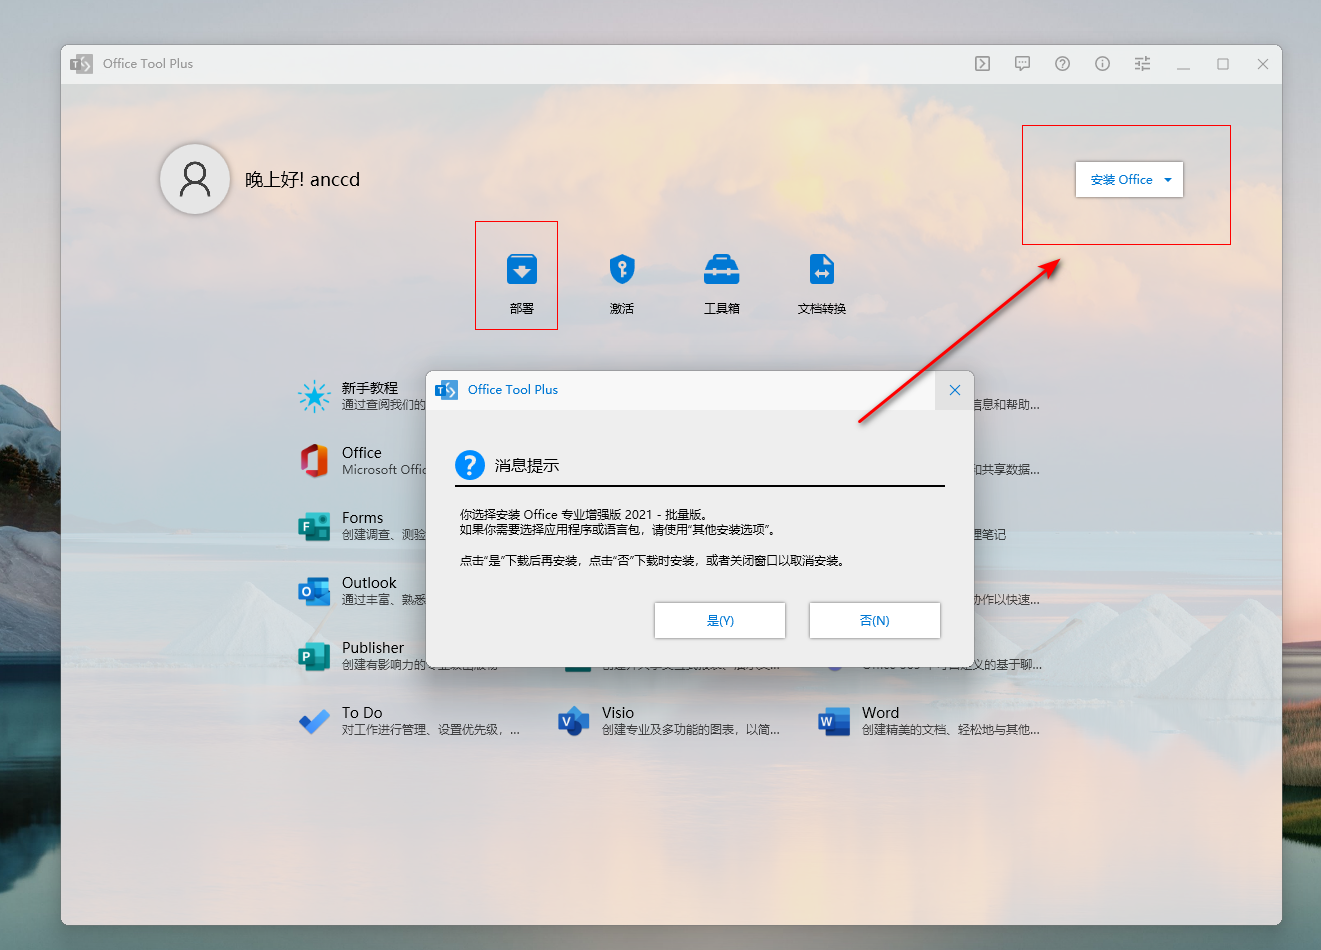 Office Tool Plus
晚上好! anccd
安装 Office
部署
激活
工具箱
文档转换
新手教程
通过查阅我们的
信息和帮助...
Office
Microsoft Offic
和共享数据...
Forms
创建调查、测验
理笔记
Outlook
通过丰富、熟悉
办作以快速...
Publisher
创建有影响力的
义的基于聊...
To Do
对工作进行管理、设置优先级，...
Visio
创建专业及多功能的图表，以简...
Word
创建精美的文档、轻松地与其他...
Office Tool Plus
消息提示
你选择安装 Office 专业增强版 2021 - 批量版。
如果你需要选择应用程序或语言包，请使用“其他安装选项”。
点击“是”下载后再安装，点击“否”下载时安装，或者关闭窗口以取消安装。
是(Y)
否(N)